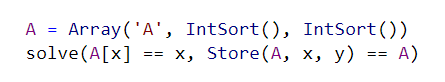 A = Array('A', IntSort(), IntSort())
solve(A[x] == x, Store(A, x, y) == A)